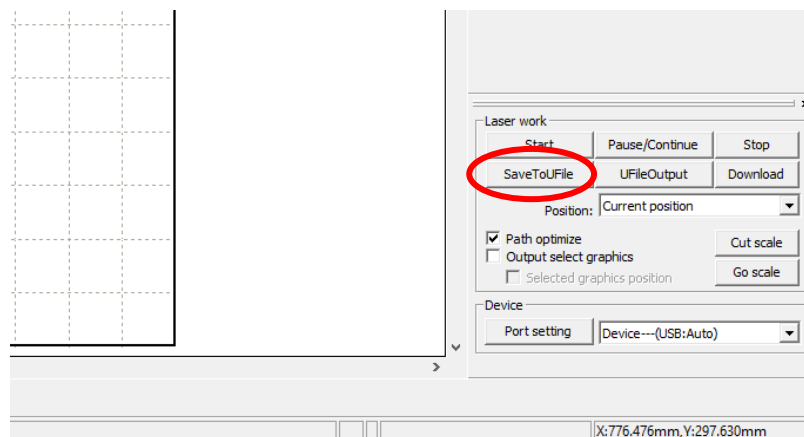 Laser work
Start Pause/Continue Stop
SaveToUFile UFileOutput Download
Position: Current position
Path optimize
Output select graphics
Cut scale
Selected graphics position
Go scale
Device
Port setting Device---(USB:Auto)
X:776.476mm,Y:297.630mm